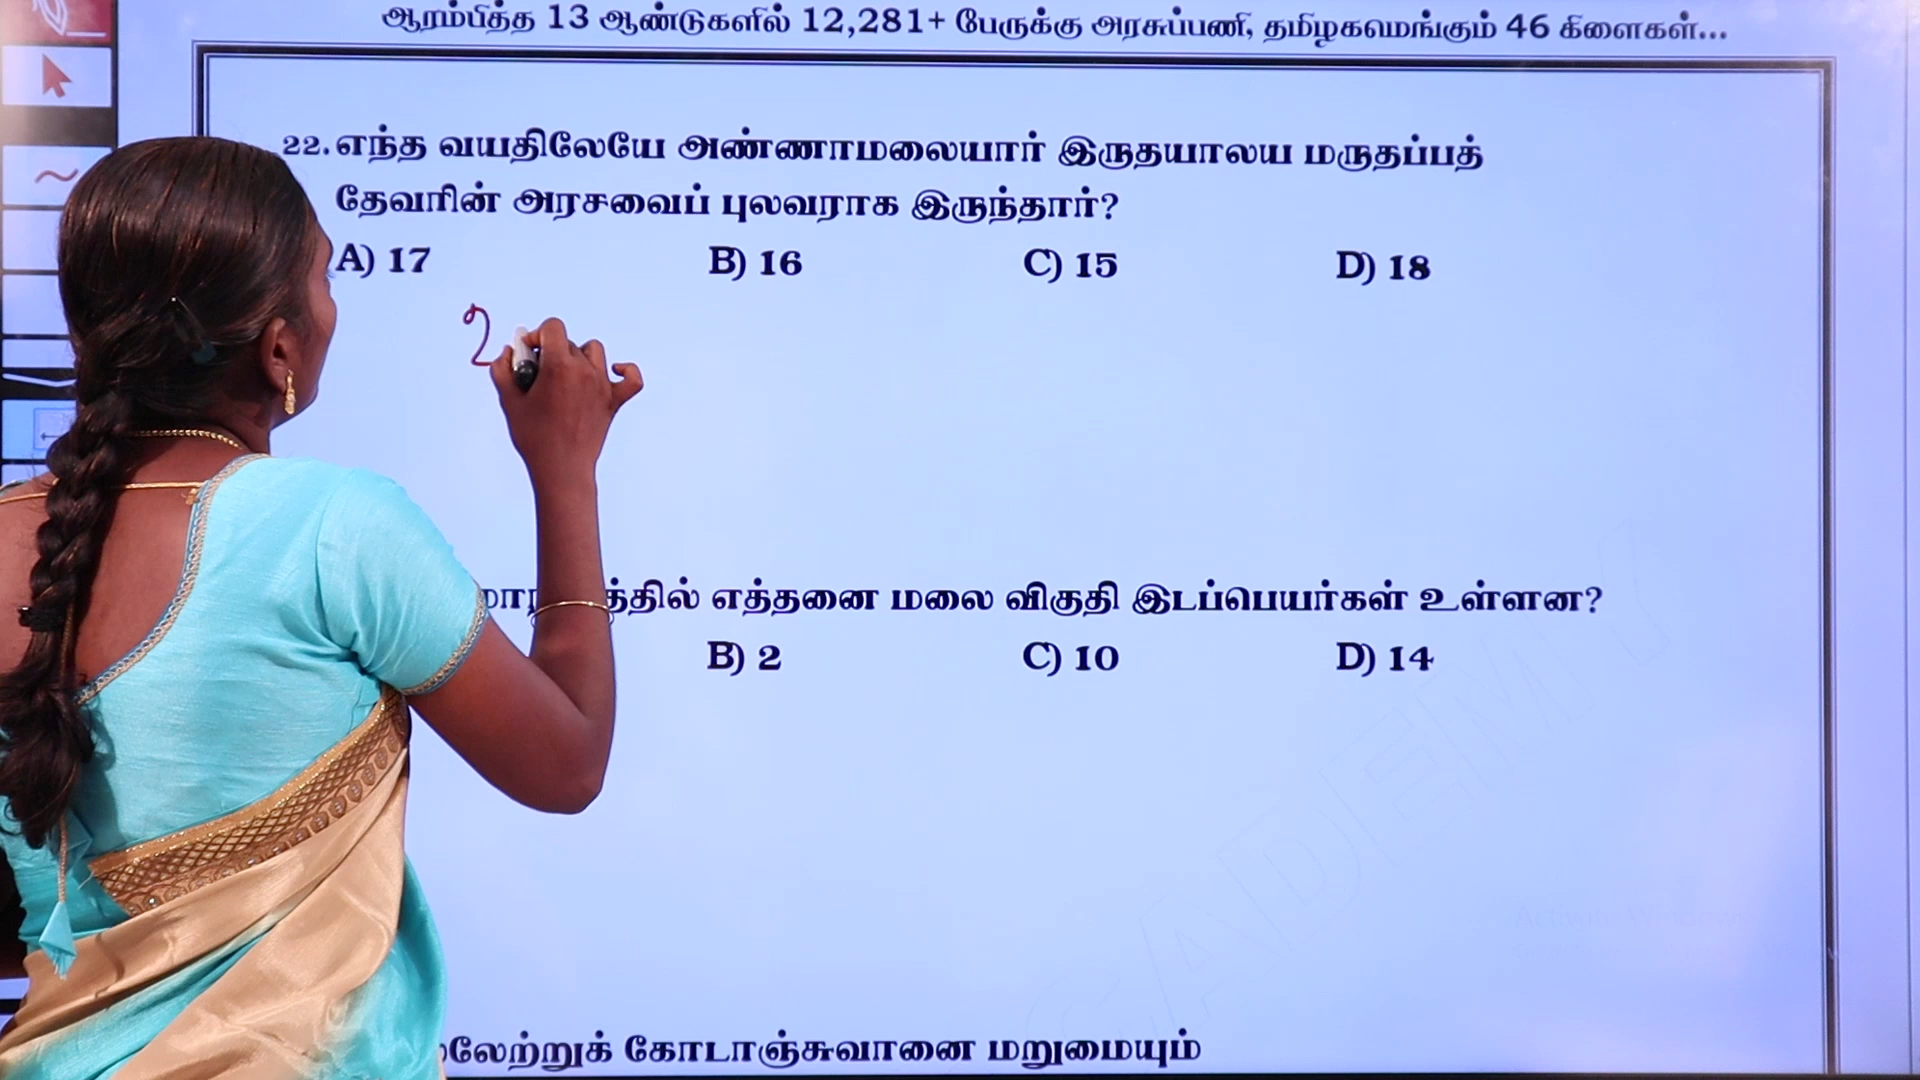 ஆரம்பித்த 13 ஆண்டுகளில் 12,281+ பேருக்கு அரசுப்பணி, தமிழகமெங்கும் 46 கிளைகள்...
22. எந்த வயதிலேயே அண்ணாமலையார் இருதயாலய மருதப்பத்
தேவரின் அரசவைப் புலவராக இருந்தார்?
A) 17 B) 16 C) 15 D) 18
2
எத்தனை மலை விகுதி இடப்பெயர்கள் உள்ளன?
B) 2 C) 10 D) 14
கோடாஞ்சுவானை மறுமையும்